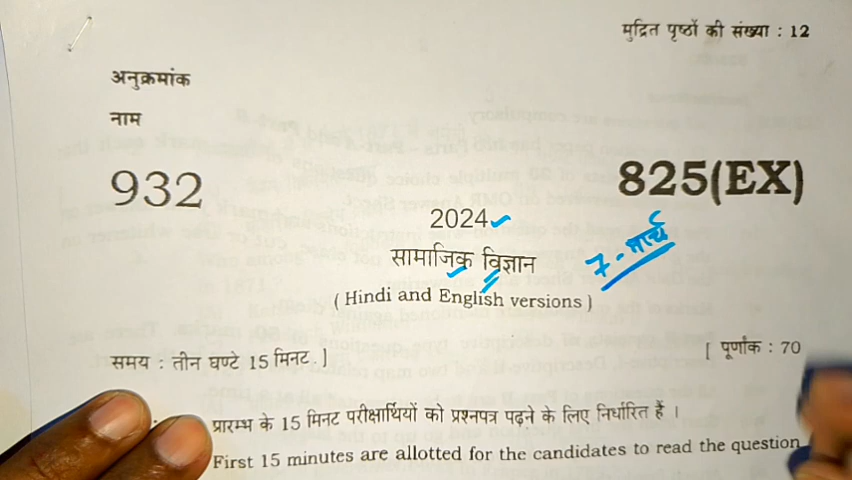 मुद्रित पृष्ठों की संख्या : 12
अनुक्रमांक
नाम
932
825(EX)
2024
7 - मार्च
सामाजिक विज्ञान
( Hindi and English versions )
समय : तीन घण्टे 15 मिनट ]
[ पूर्णांक : 70
प्रारम्भ के 15 मिनट परीक्षार्थियों को प्रश्नपत्र पढ़ने के लिए निर्धारित हैं ।
First 15 minutes are allotted for the candidates to read the question